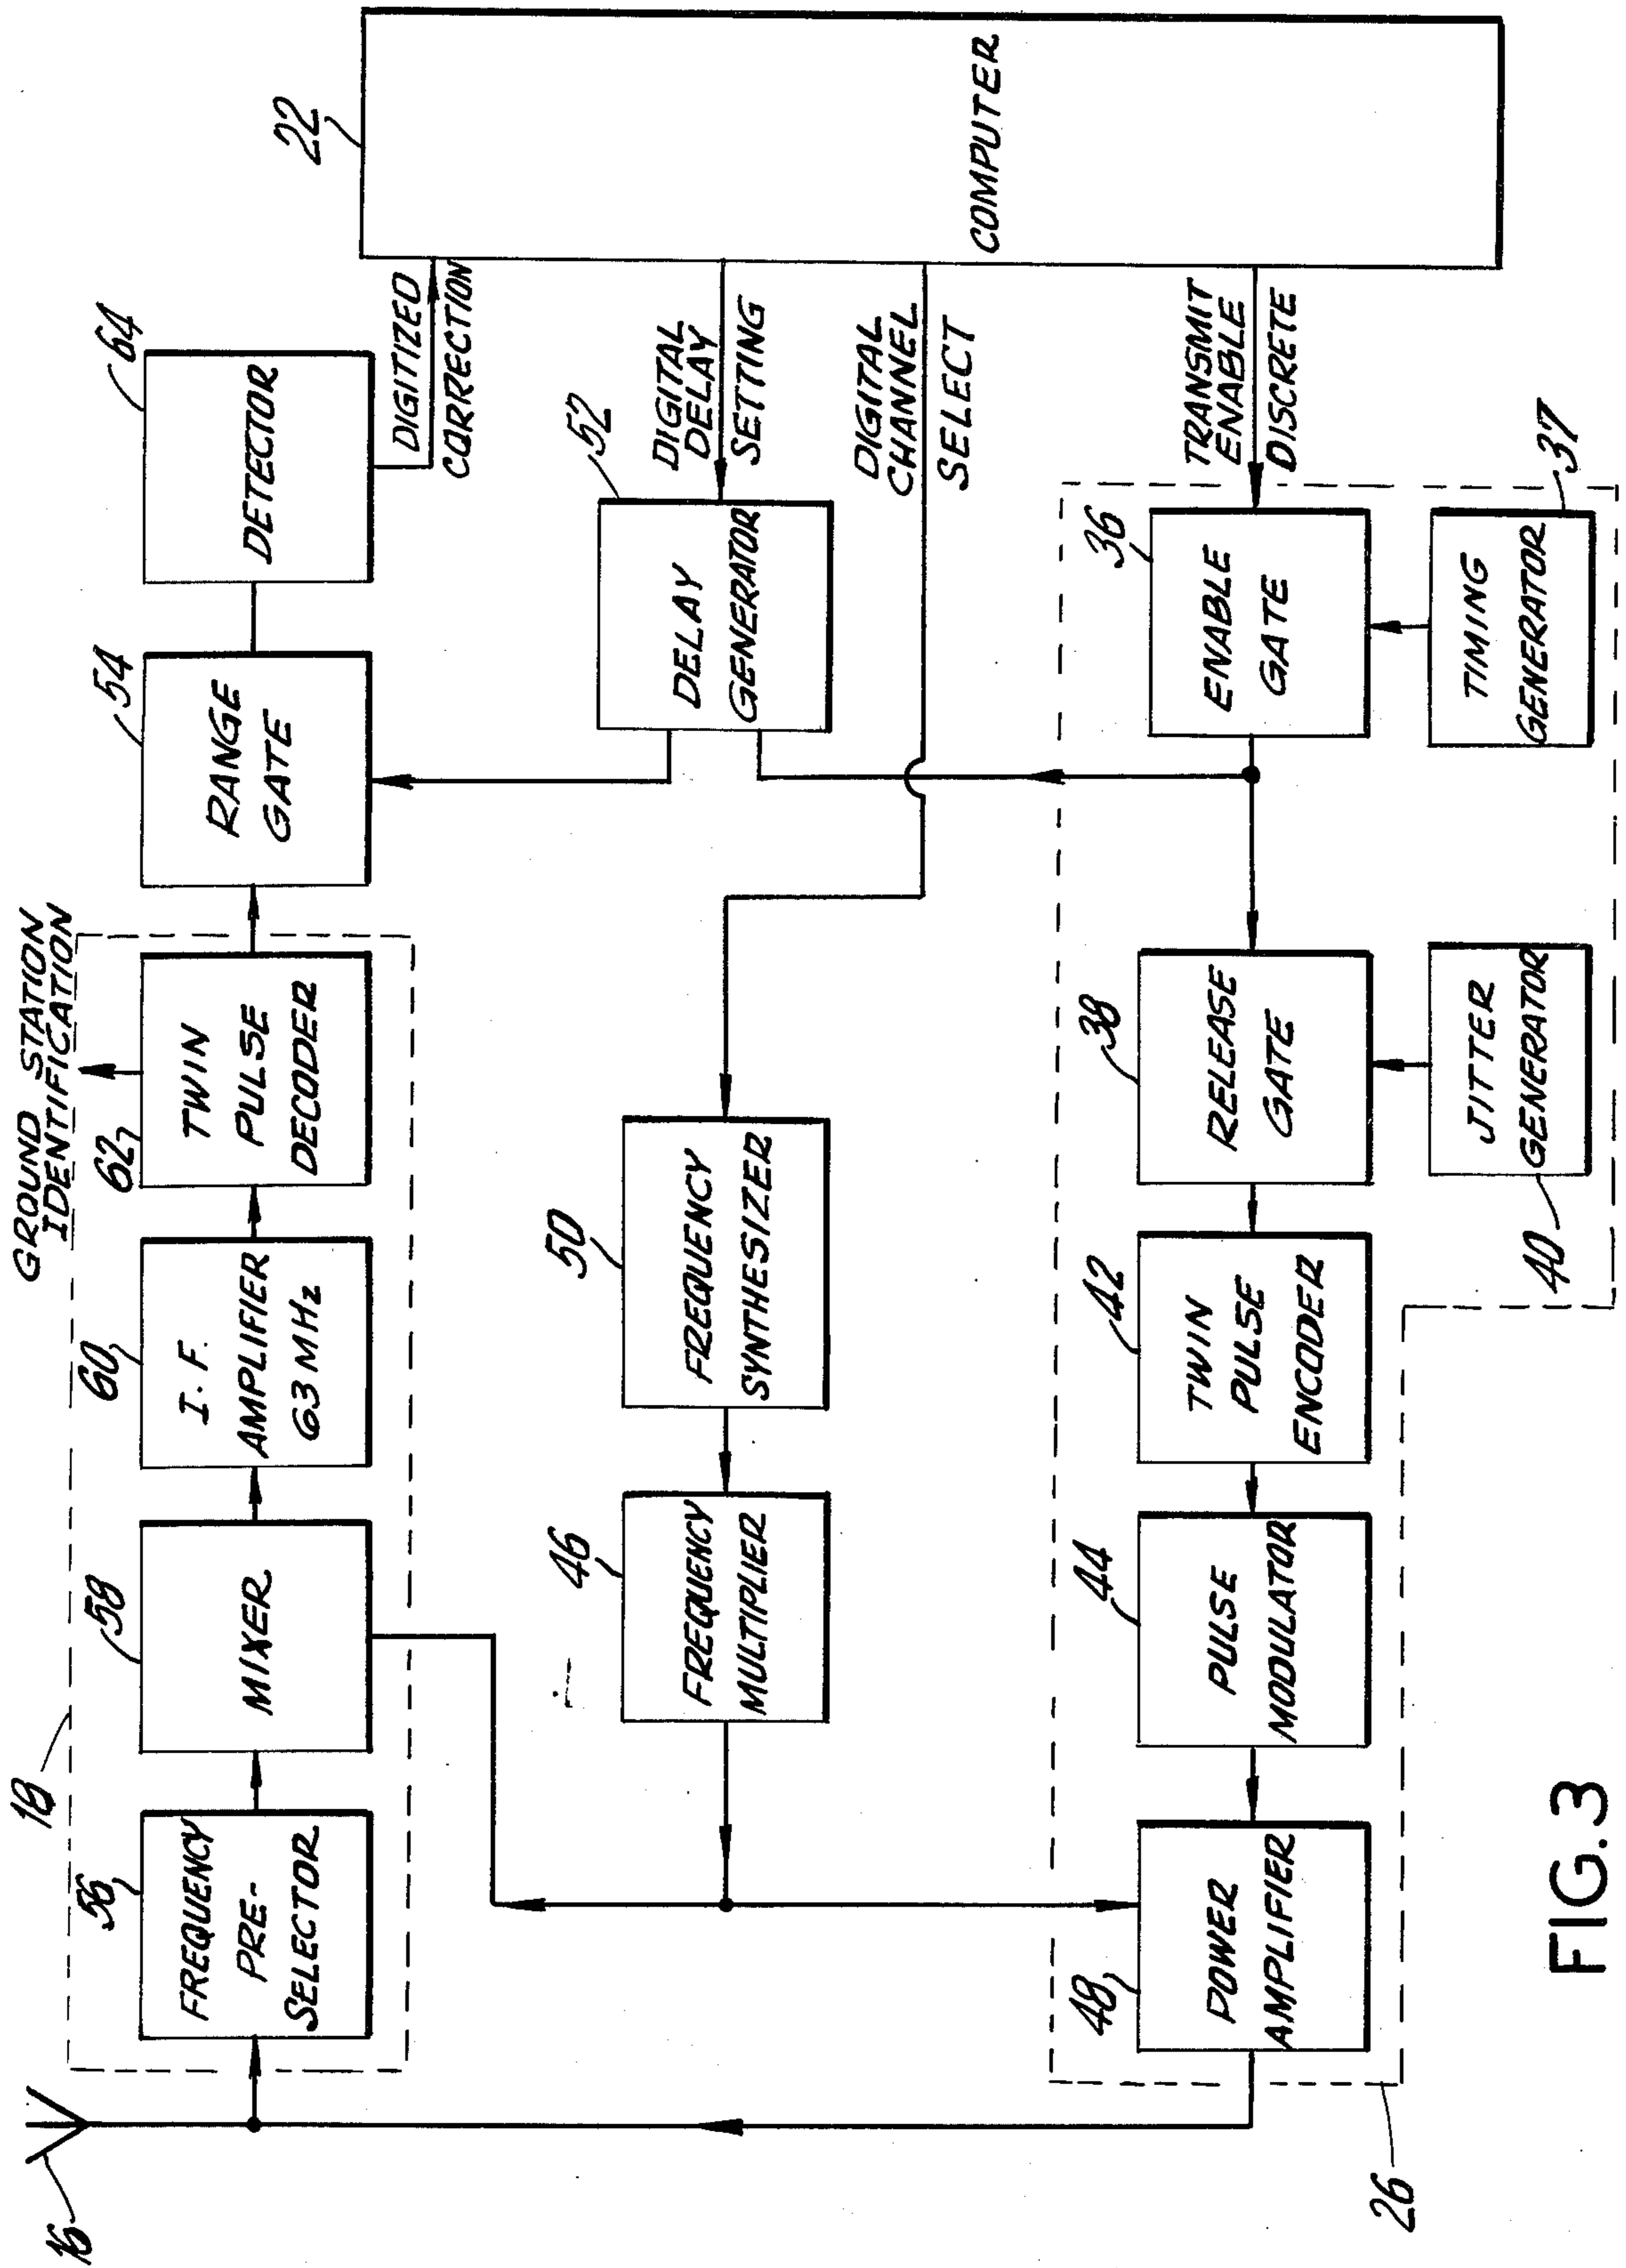 16
18
56
FREQUENCY
PRE-
SELECTOR
58
MIXER
60
I.F.
AMPLIFIER
63 MHz
GROUND STATION
IDENTIFICATION
62
TWIN
PULSE
DECODER
54
RANGE
GATE
64
DETECTOR
DIGITIZED
CORRECTION
22
COMPUTER
46
FREQUENCY
MULTIPLIER
50
FREQUENCY
SYNTHESIZER
52
DELAY
GENERATOR
DIGITAL
DELAY
SETTING
DIGITAL
CHANNEL
SELECT
48
POWER
AMPLIFIER
44
PULSE
MODULATOR
42
TWIN
PULSE
ENCODER
38
RELEASE
GATE
36
ENABLE
GATE
TRANSMIT
ENABLE
DISCRETE
40
JITTER
GENERATOR
37
TIMING
GENERATOR
26
FIG.3